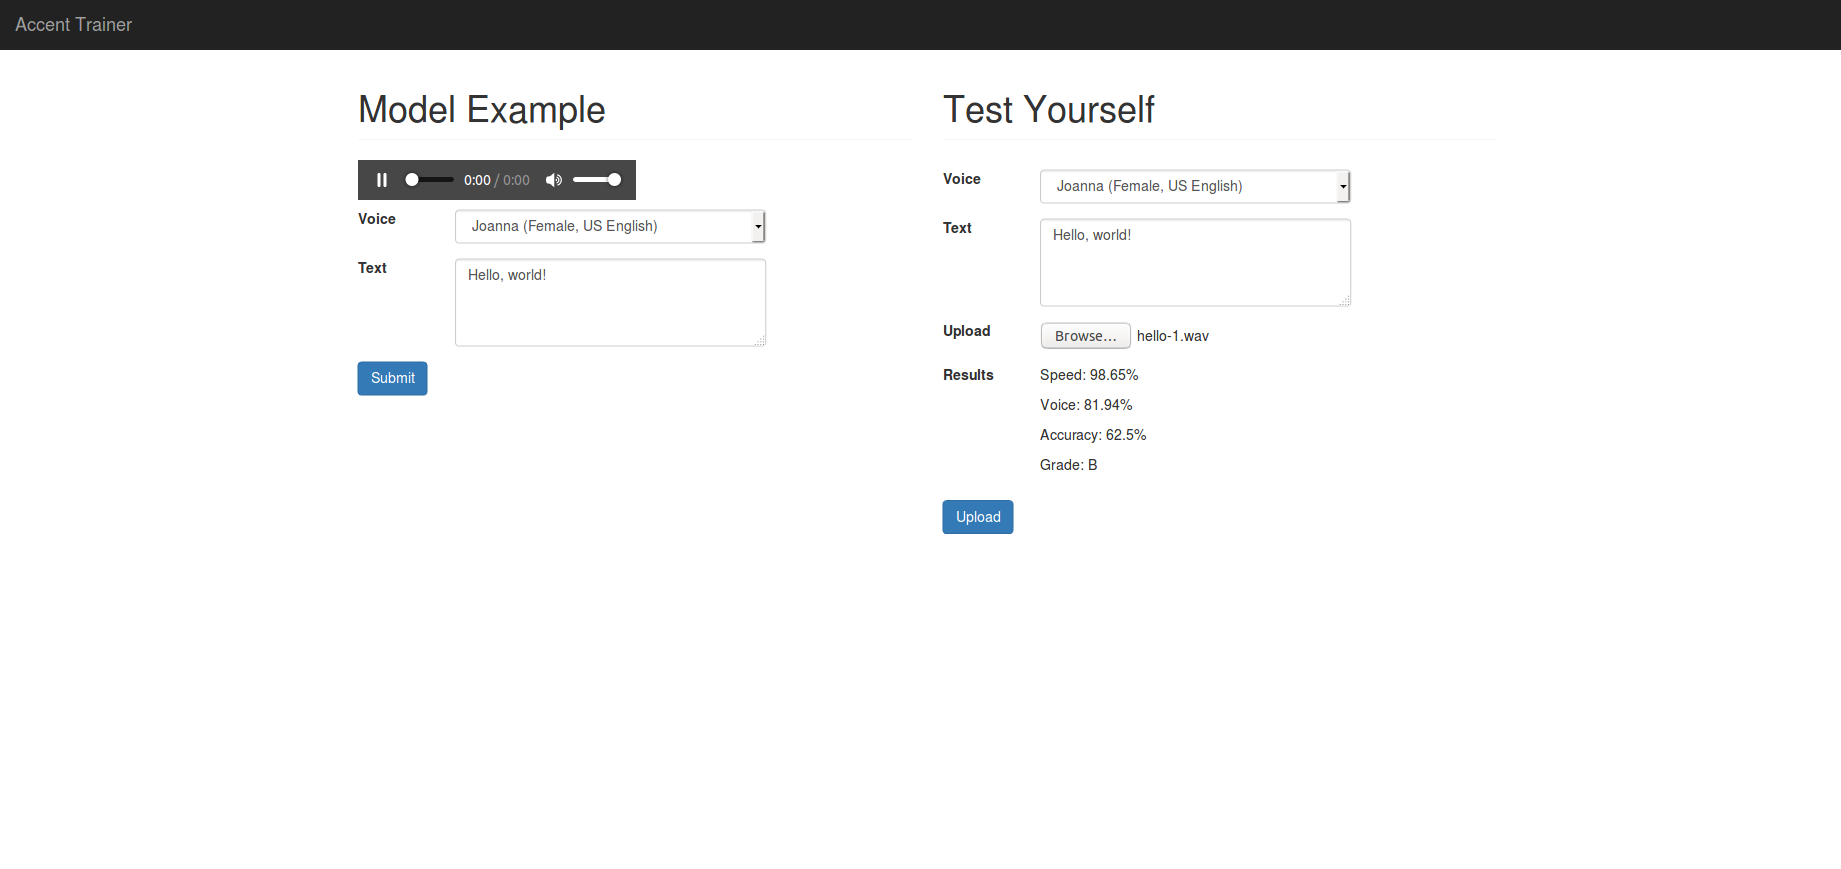 Accent Trainer
Model Example
0:00 / 0:00
Voice
Joanna (Female, US English)
Text
Hello, world!
Submit
Test Yourself
Voice
Joanna (Female, US English)
Text
Hello, world!
Upload
Browse... hello-1.wav
Results
Speed: 98.65%
Voice: 81.94%
Accuracy: 62.5%
Grade: B
Upload